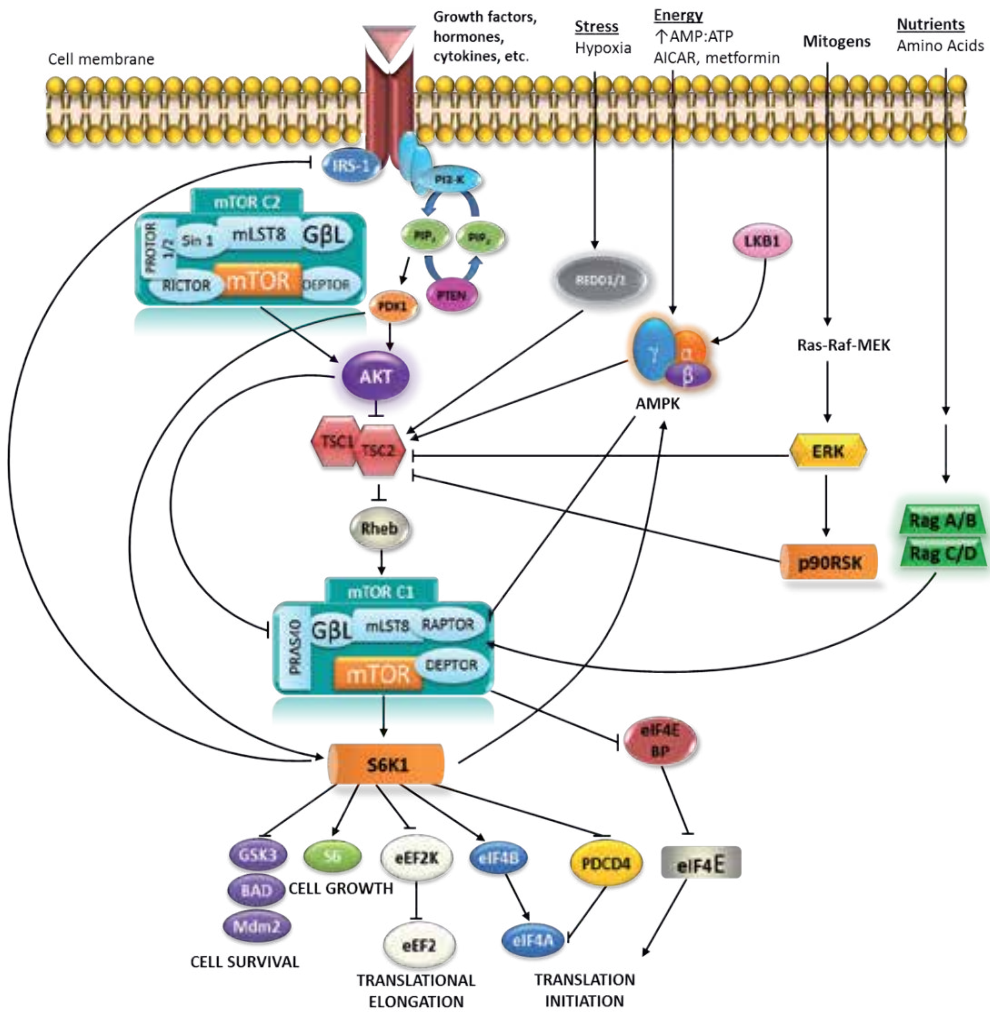 Cell membrane
Growth factors,
hormones,
cytokines, etc.
Stress
Hypoxia
Energy
↑AMP:ATP
AICAR, metformin
Mitogens
Nutrients
Amino Acids
IRS-1
PI3-K
mTOR C2
PROTOR
1/2
Sin 1
mLST8
GβL
RICTOR
mTOR
DEPTOR
PIP
PIP
PTEN
PDK1
LKB1
REDD1/2
γ
α
β
AMPK
Ras-Raf-MEK
AKT
TSC1
TSC2
ERK
Rheb
p90RSK
Rag A/B
Rag C/D
mTOR C1
PRAS40
GβL
mLST8
RAPTOR
mTOR
DEPTOR
eIF4E
BP
S6K1
GSK3
BAD
Mdm2
CELL SURVIVAL
S6
CELL GROWTH
eEF2K
eEF2
TRANSLATIONAL
ELONGATION
eIF4B
eIF4A
PDCD4
eIF4E
TRANSLATION
INITIATION